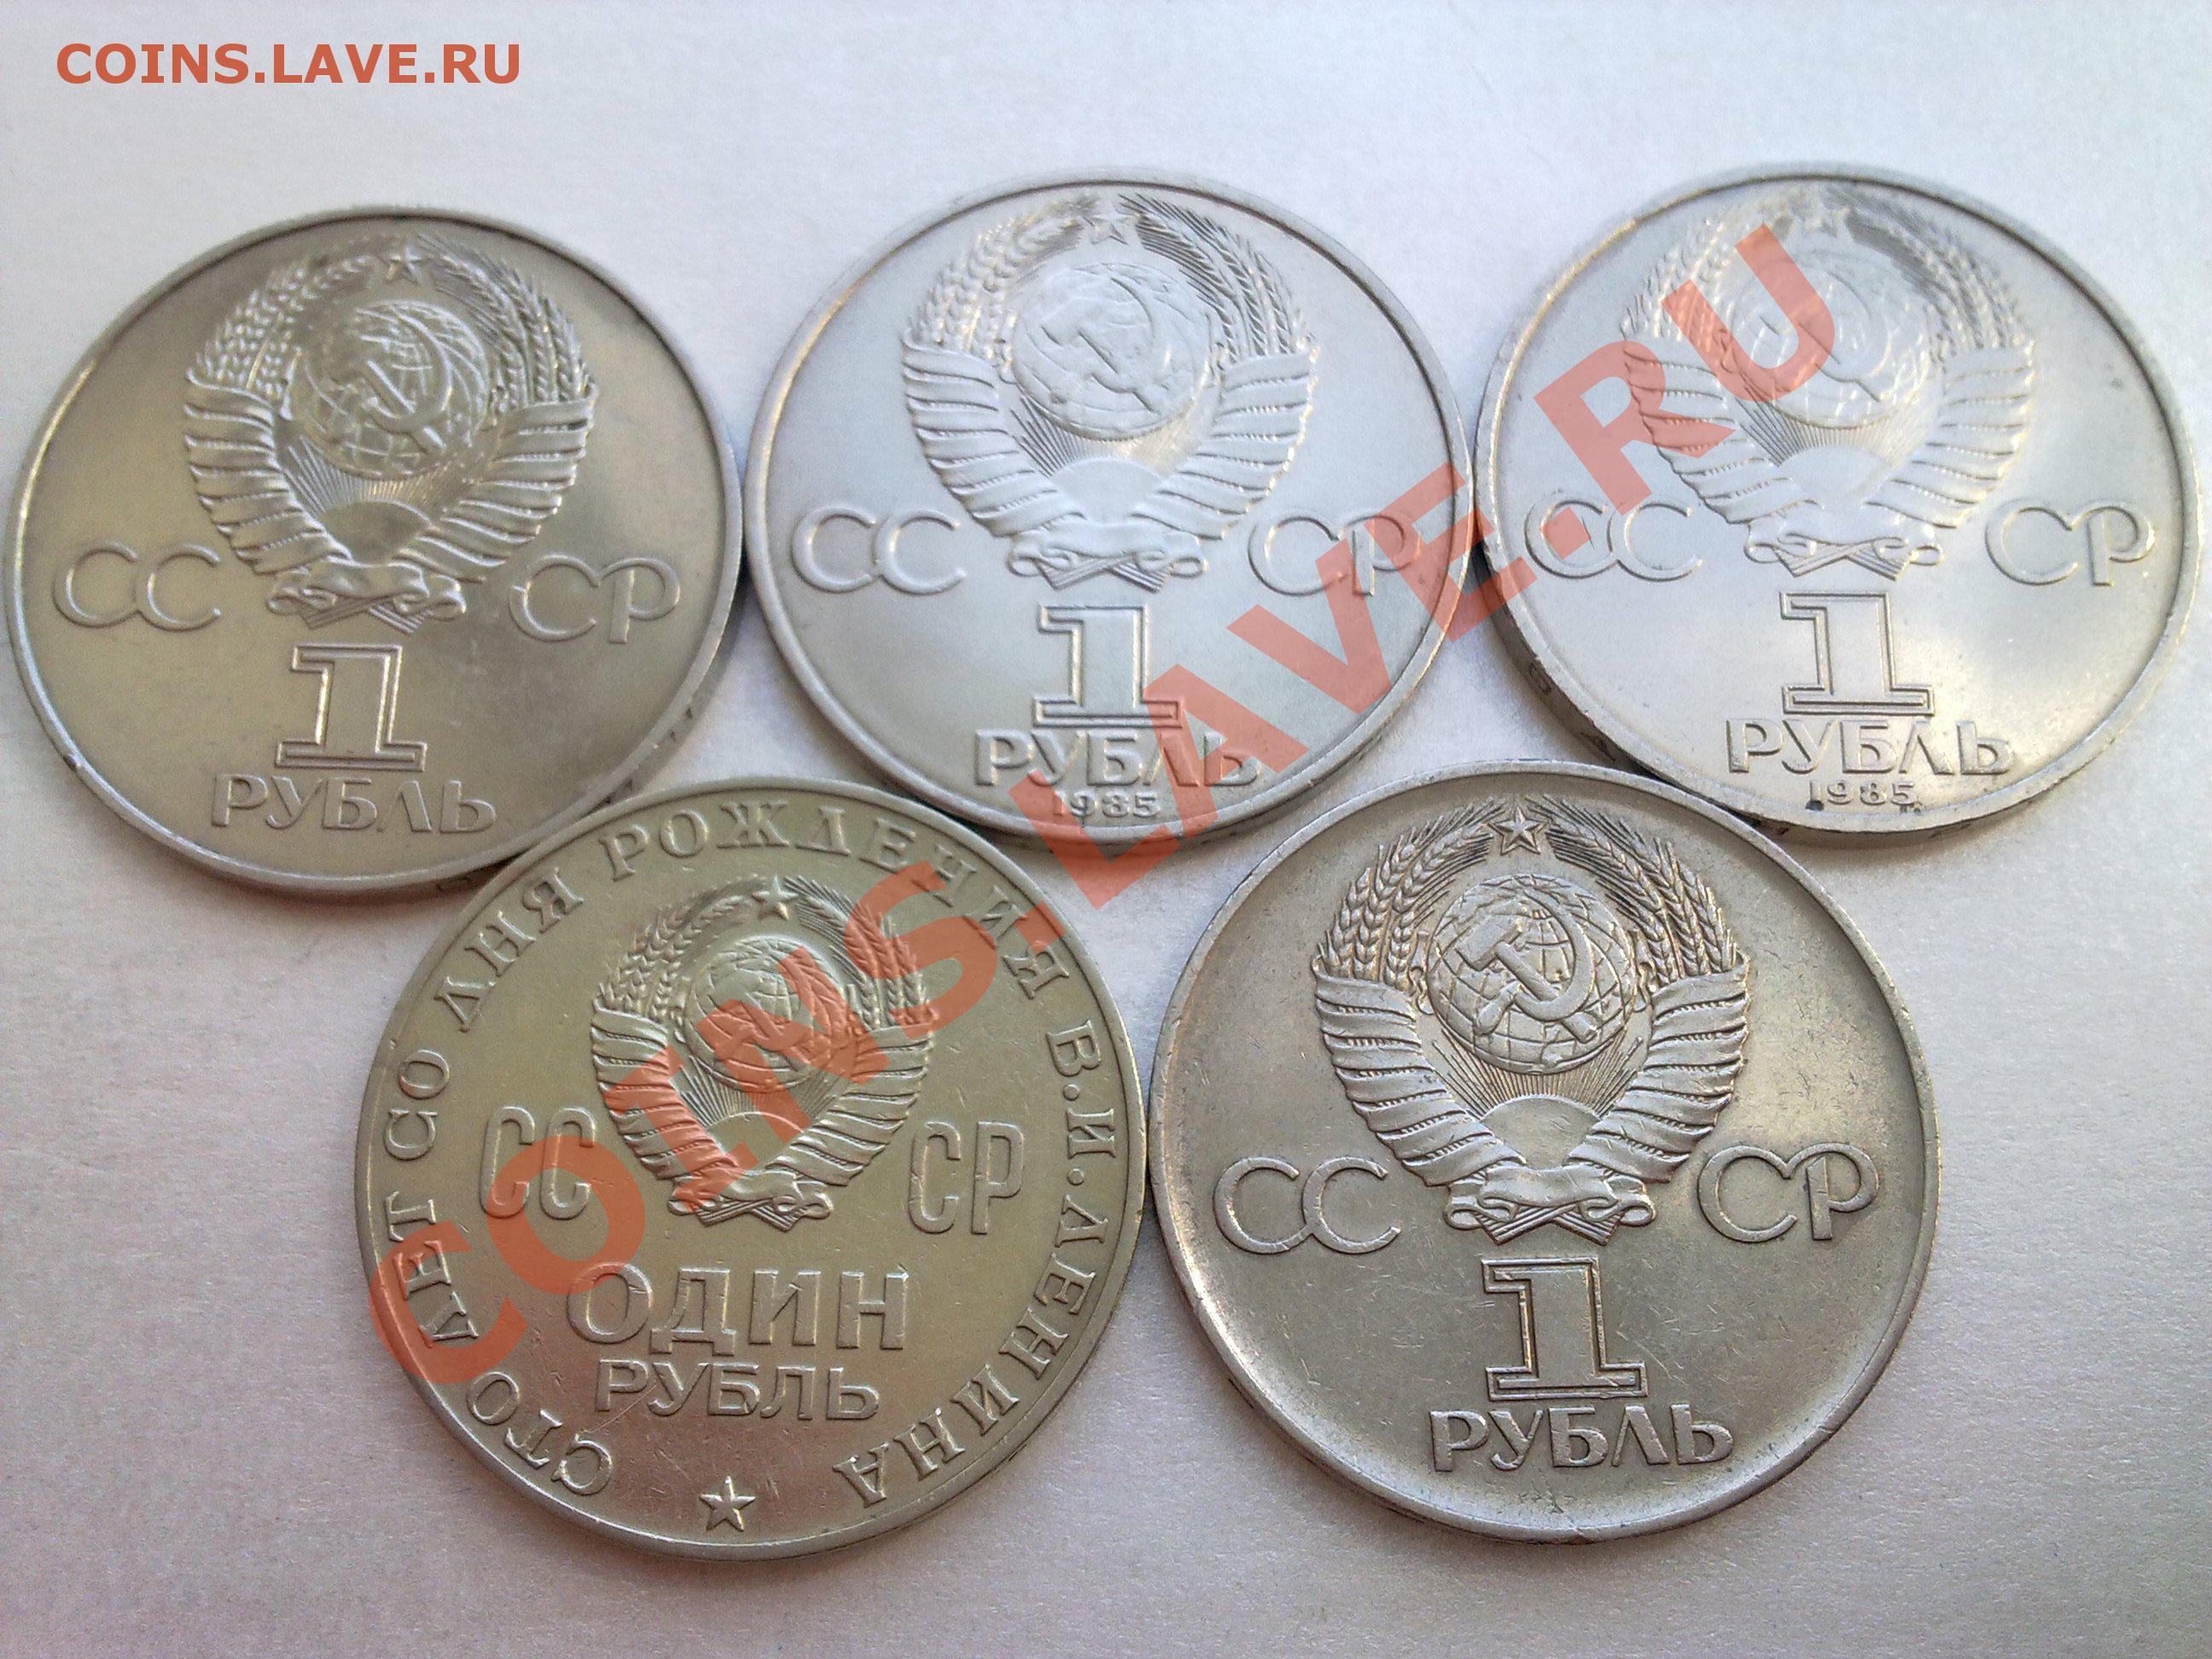 COINS.LAVE.RU
СС СР
1
РУБЛЬ
СС СР
1
РУБЛЬ
1985
СС СР
1
РУБЛЬ
1985
СТО ЛЕТ СО ДНЯ РОЖДЕНИЯ В.И.ЛЕНИНА
СС СР
ОДИН
РУБЛЬ
СС СР
1
РУБЛЬ
COINS.LAVE.RU